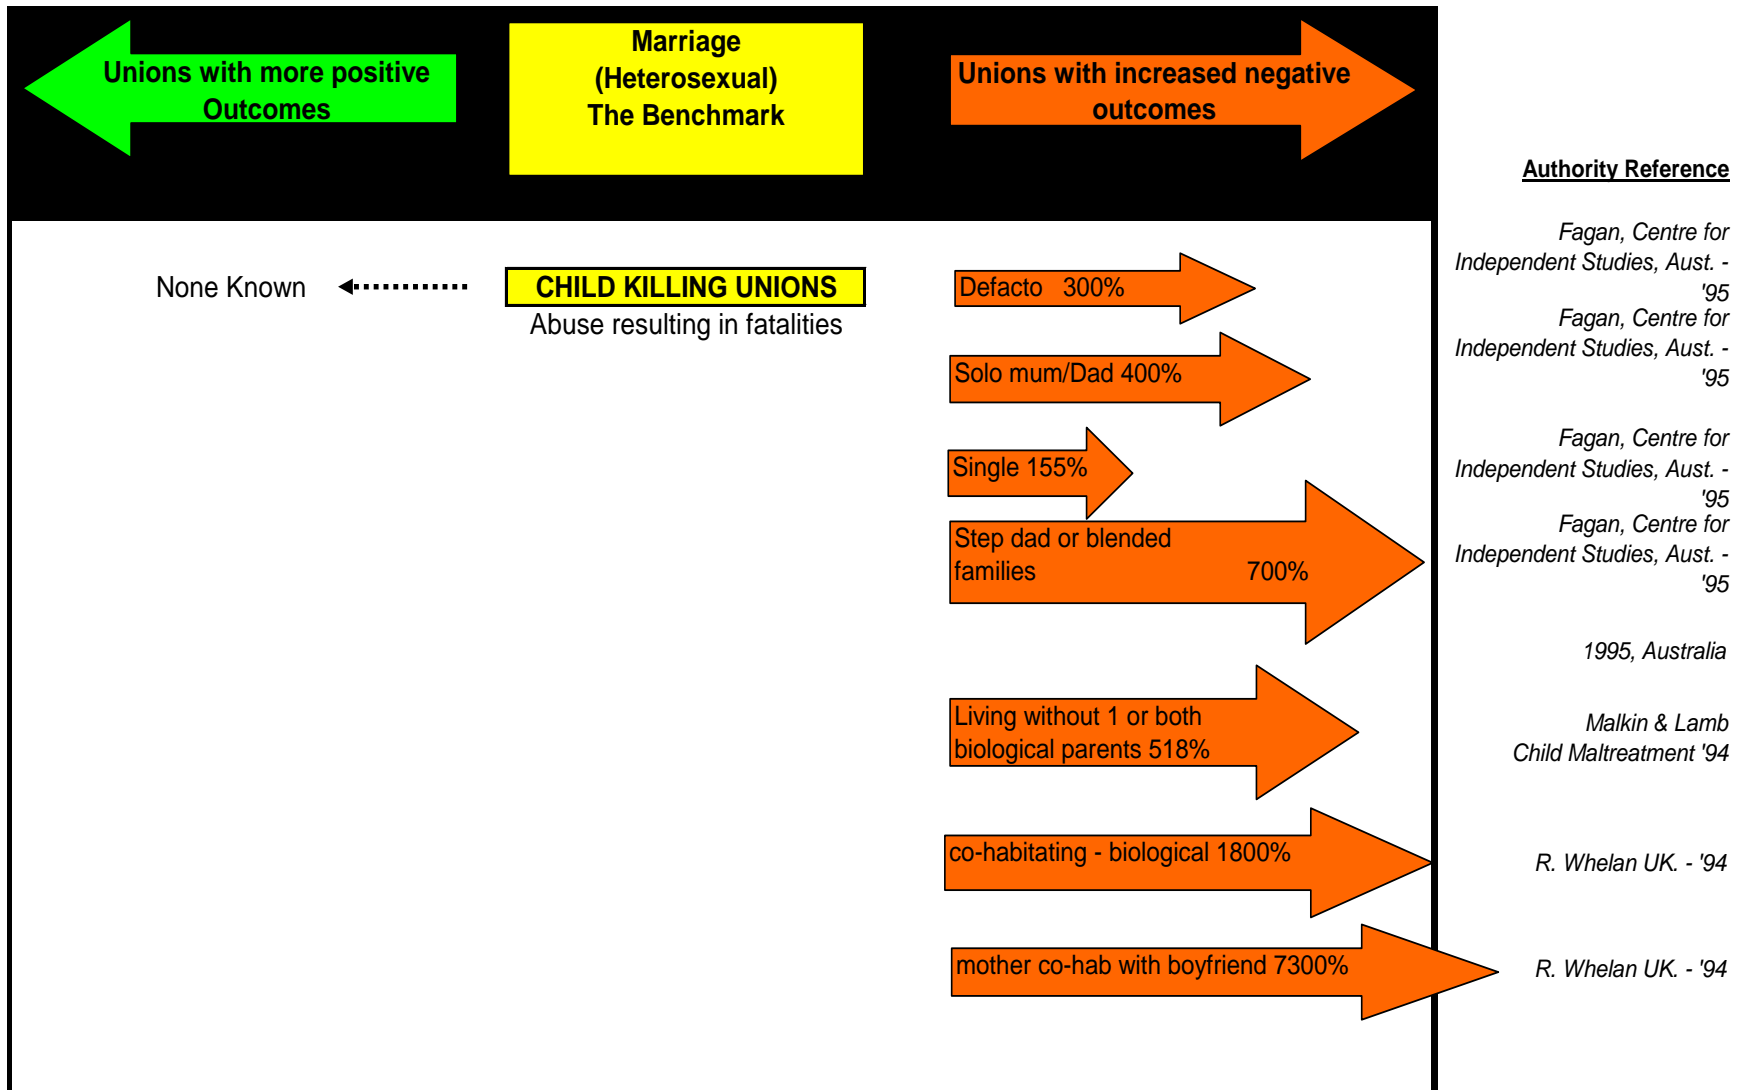 Unions with more positive
Outcomes
Marriage
(Heterosexual)
The Benchmark
Unions with increased negative
outcomes
Authority Reference
None Known
CHILD KILLING UNIONS
Abuse resulting in fatalities
Defacto 300%
Fagan, Centre for
Independent Studies, Aust. -
'95
Solo mum/Dad 400%
Fagan, Centre for
Independent Studies, Aust. -
'95
Single 155%
Fagan, Centre for
Independent Studies, Aust. -
'95
Step dad or blended
families 700%
Fagan, Centre for
Independent Studies, Aust. -
'95
1995, Australia
Living without 1 or both
biological parents 518%
Malkin & Lamb
Child Maltreatment '94
co-habitating - biological 1800%
R. Whelan UK. - '94
mother co-hab with boyfriend 7300%
R. Whelan UK. - '94